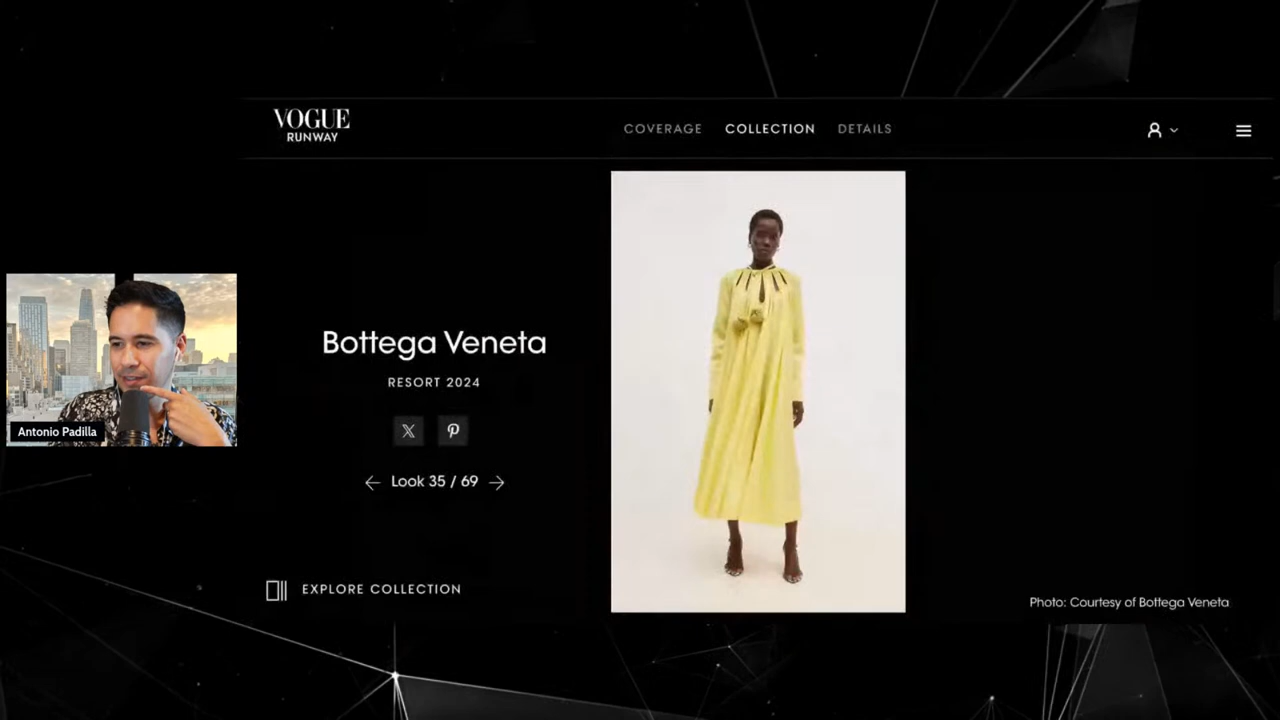 VOGUE
RUNWAY
COVERAGE COLLECTION DETAILS
Bottega Veneta
RESORT 2024
Look 35 / 69
EXPLORE COLLECTION
Photo: Courtesy of Bottega Veneta
Antonio Padilla